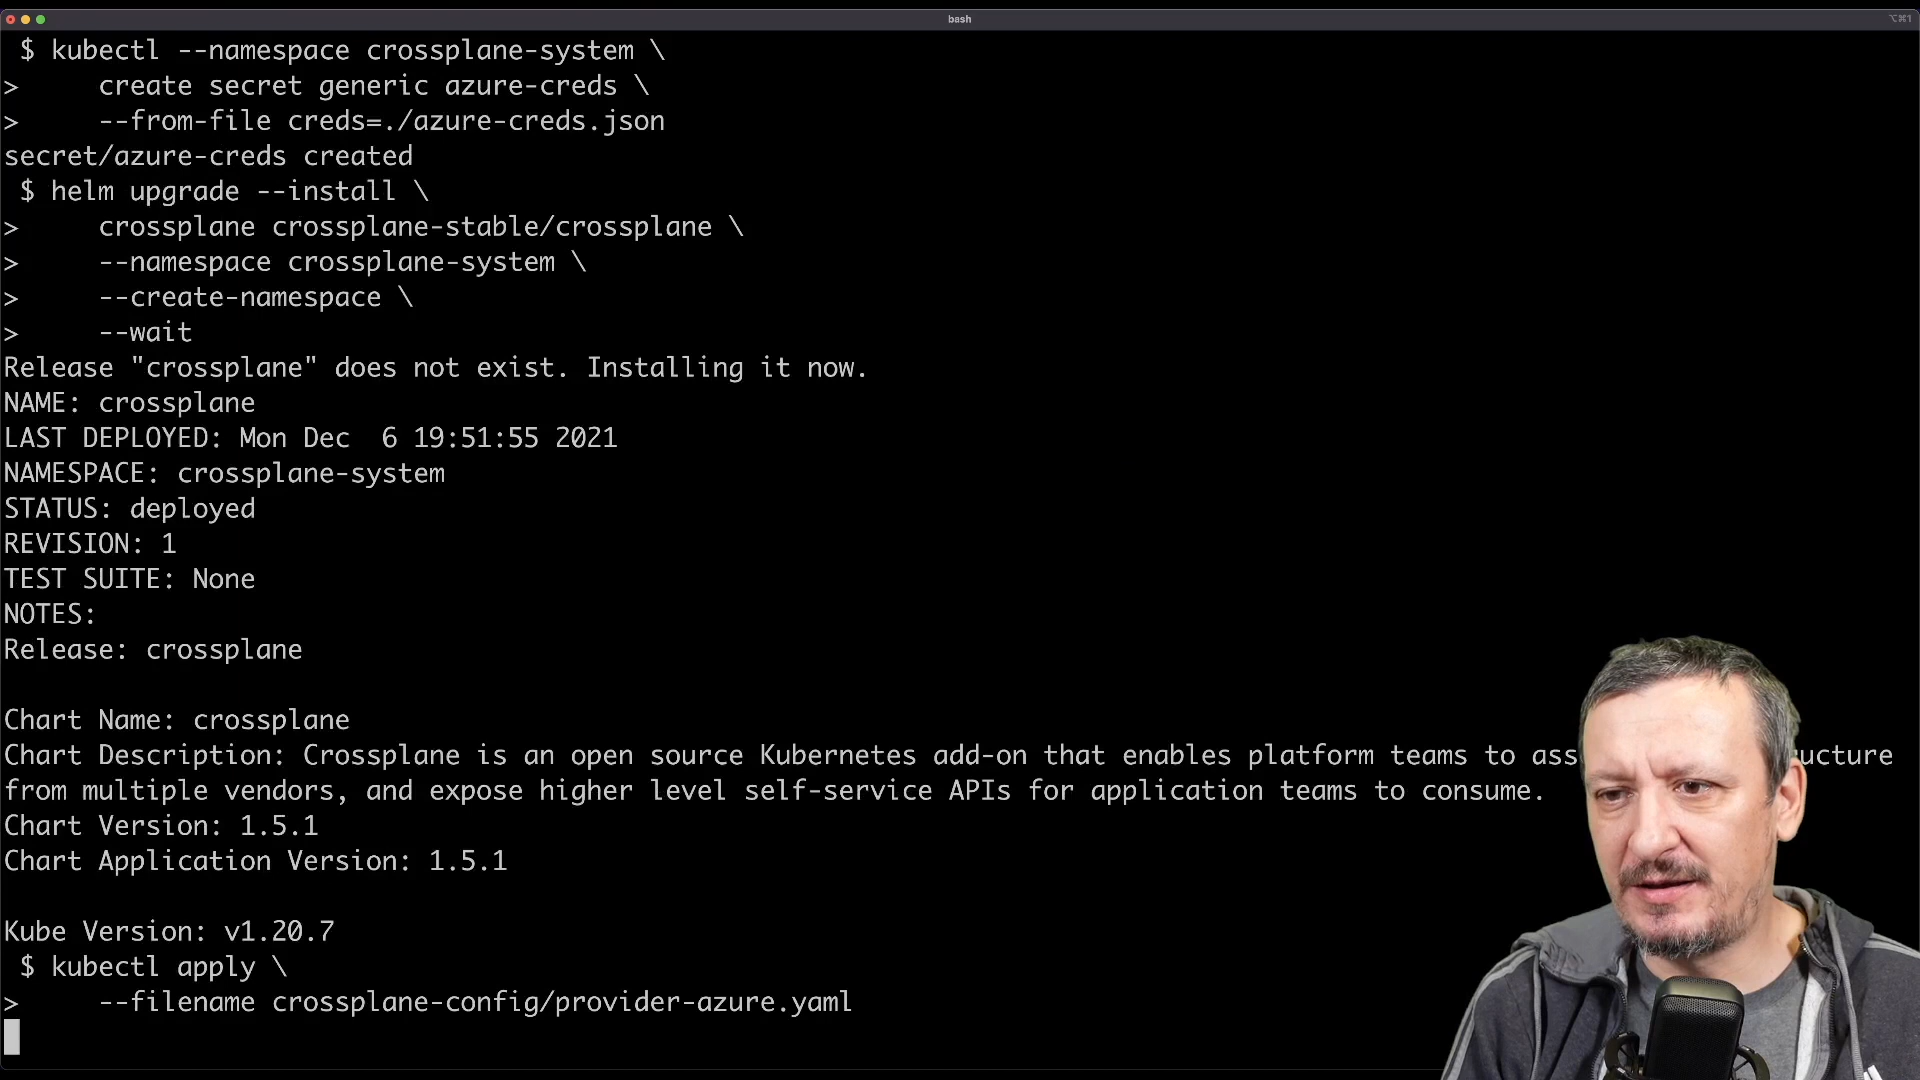 bash
⌥⌘1
$ kubectl --namespace crossplane-system \
>     create secret generic azure-creds \
>     --from-file creds=./azure-creds.json
secret/azure-creds created
$ helm upgrade --install \
>     crossplane crossplane-stable/crossplane \
>     --namespace crossplane-system \
>     --create-namespace \
>     --wait
Release "crossplane" does not exist. Installing it now.
NAME: crossplane
LAST DEPLOYED: Mon Dec  6 19:51:55 2021
NAMESPACE: crossplane-system
STATUS: deployed
REVISION: 1
TEST SUITE: None
NOTES:
Release: crossplane
Chart Name: crossplane
Chart Description: Crossplane is an open source Kubernetes add-on that enables platform teams to ass ucture
from multiple vendors, and expose higher level self-service APIs for application teams to consume.
Chart Version: 1.5.1
Chart Application Version: 1.5.1
Kube Version: v1.20.7
$ kubectl apply \
>     --filename crossplane-config/provider-azure.yaml